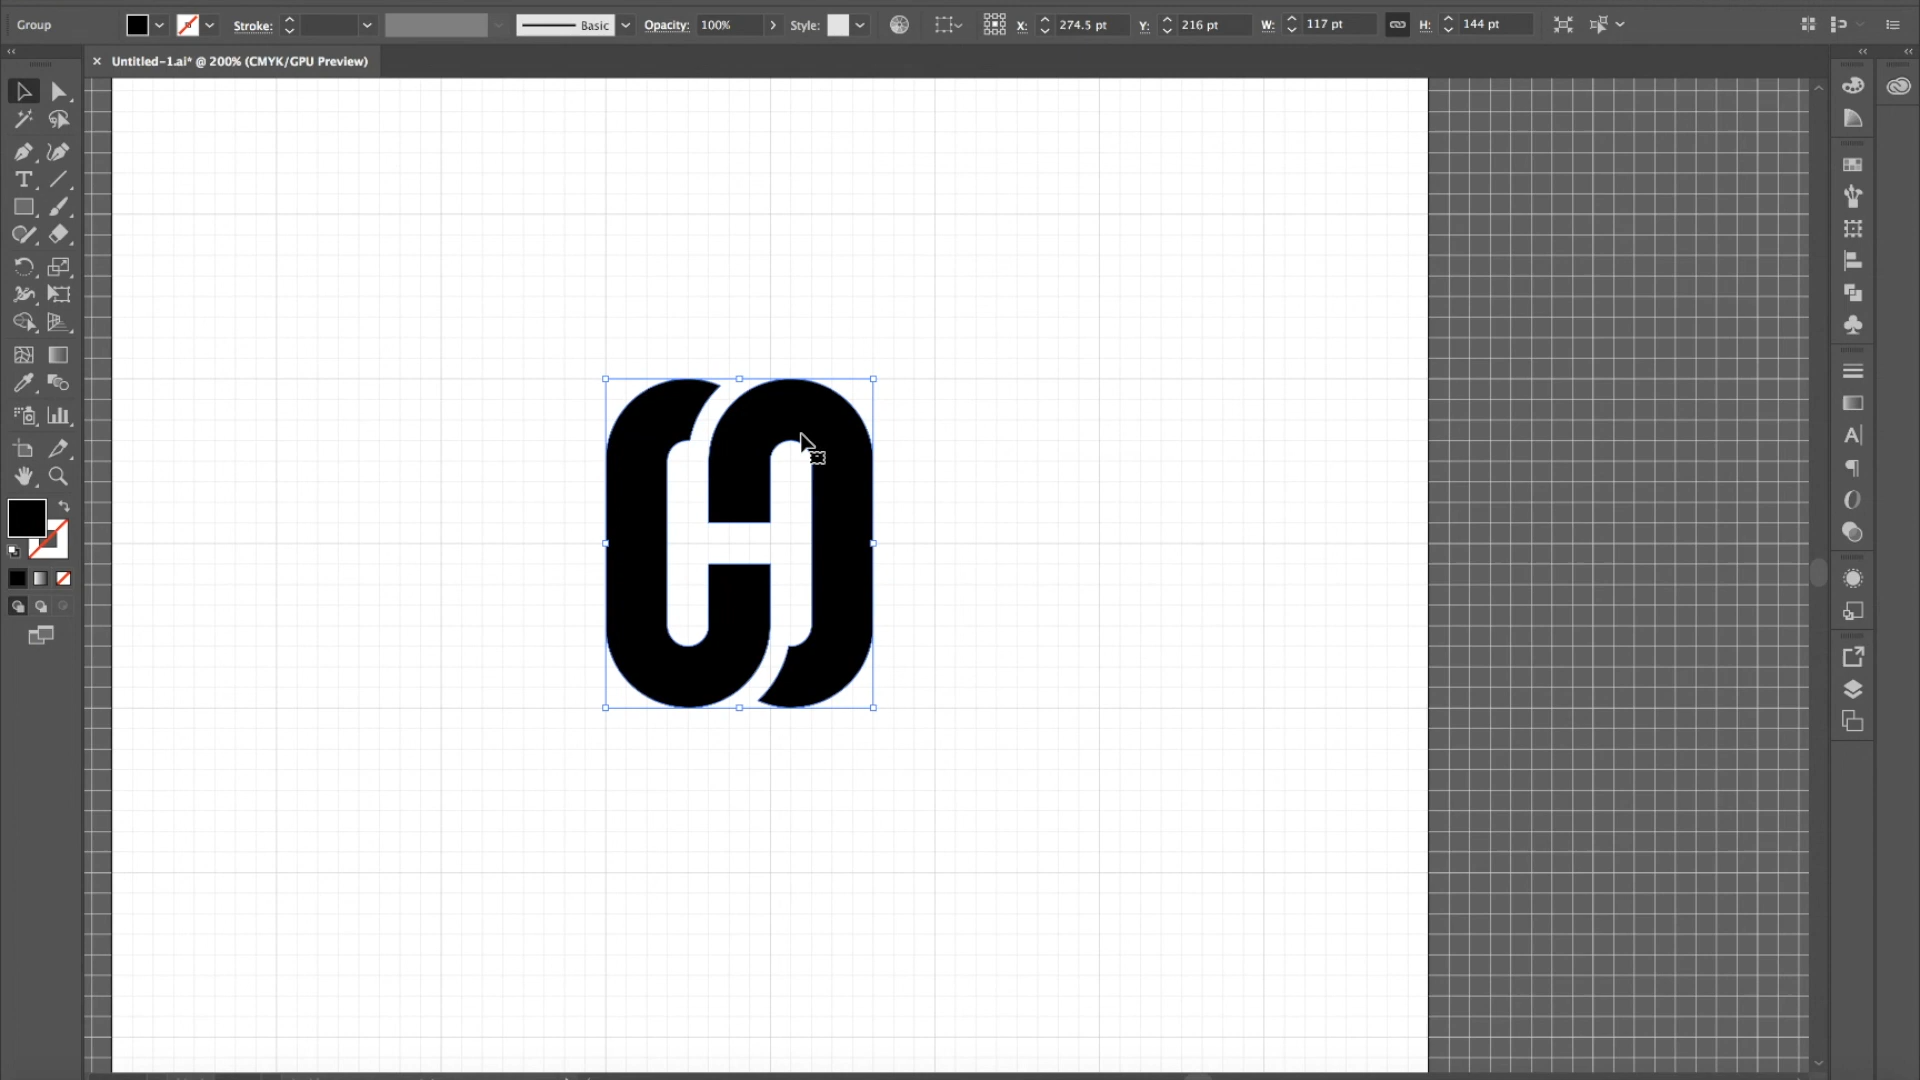 Group
Stroke:
Basic
Opacity: 100%
Style:
X: 274.5 pt
Y: 216 pt
W: 117 pt
H: 144 pt
× Untitled-1.ai* @ 200% (CMYK/GPU Preview)